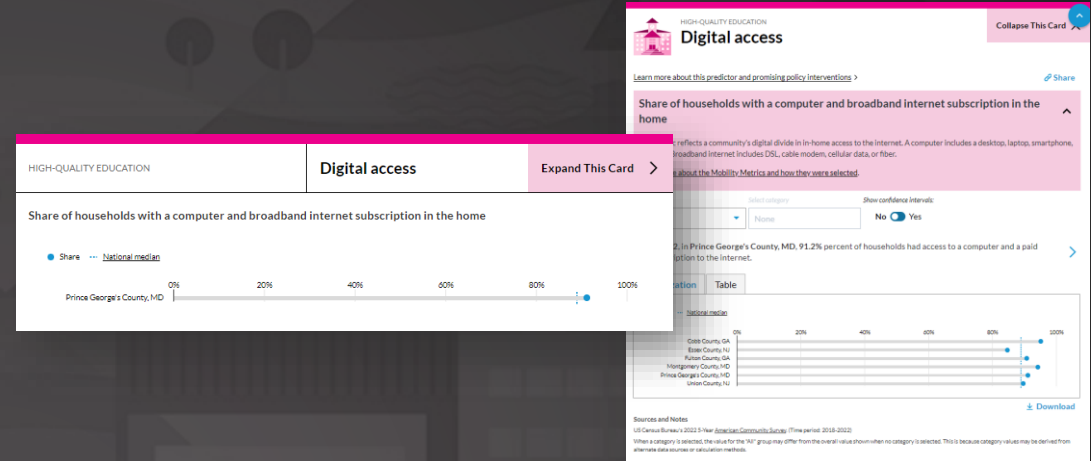 HIGH-QUALITY EDUCATION
Digital access
Expand This Card
Share of households with a computer and broadband internet subscription in the home
Share
National median
0% 20% 40% 60% 80% 100%
Prince George's County, MD
HIGH-QUALITY EDUCATION
Digital access
Collapse This Card
Learn more about this predictor and promising policy interventions
Share
Share of households with a computer and broadband internet subscription in the
home
reflects a community's digital divide in in-home access to the internet. A computer includes a desktop, laptop, smartphone,
broadband internet includes DSL, cable modem, cellular data, or fiber.
about the Mobility Metrics and how they were selected.
Select category
Show confidence intervals:
None
No Yes
2, in Prince George's County, MD, 91.2% percent of households had access to a computer and a paid
to the internet.
Table
National median
0% 20% 40% 60% 80% 100%
Cobb County, GA
Essex County, NJ
Fulton County, GA
Montgomery County, MD
Prince George's County, MD
Union County, NJ
Download
Sources and Notes
US Census Bureau's 2022 5-Year American Community Survey. (Time period: 2018-2022)
When a category is selected, the value for the "All" group may differ from the overall value shown when no category is selected. This is because category values may be derived from
alternate data sources or calculation methods.